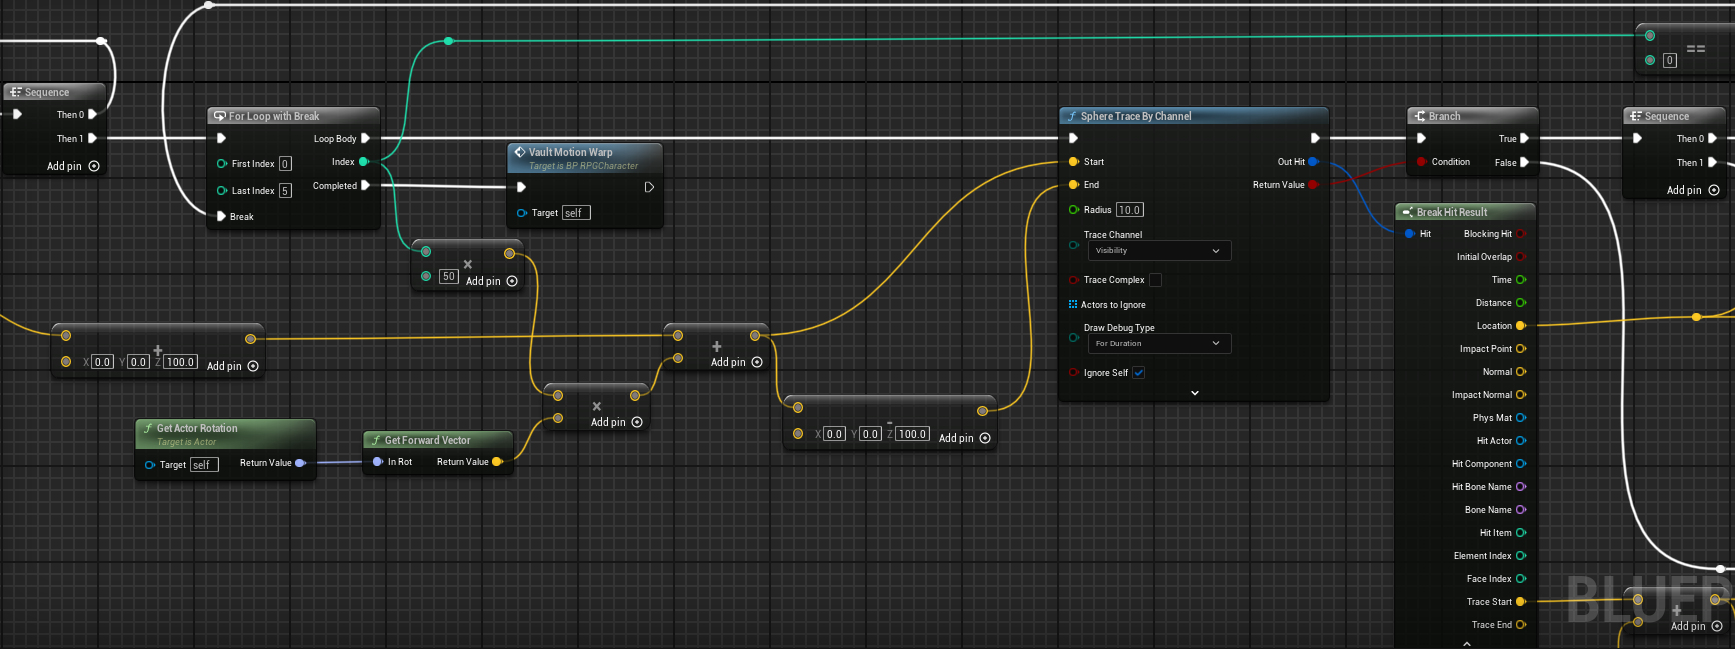 Sequence
Then 0
Then 1
Add pin
For Loop with Break
Loop Body
First Index 0
Index
Last Index 5
Completed
Break
Vault Motion Warp
Target is BP RPGCharacter
Target self
50
×
Add pin
+
X 0.0 Y 0.0 Z 100.0
Add pin
Get Actor Rotation
Target is Actor
Target self
Return Value
Get Forward Vector
In Rot
Return Value
×
Add pin
+
Add pin
-
X 0.0 Y 0.0 Z 100.0
Add pin
Sphere Trace By Channel
Start
Out Hit
End
Return Value
Radius 10.0
Trace Channel
Visibility
Trace Complex
Actors to Ignore
Draw Debug Type
For Duration
Ignore Self
Branch
True
Condition
False
==
0
Sequence
Then 0
Then 1
Add pin
Break Hit Result
Hit
Blocking Hit
Initial Overlap
Time
Distance
Location
Impact Point
Normal
Impact Normal
Phys Mat
Hit Actor
Hit Component
Hit Bone Name
Bone Name
Hit Item
Element Index
Face Index
Trace Start
Trace End
+
Add pin
BLUEP